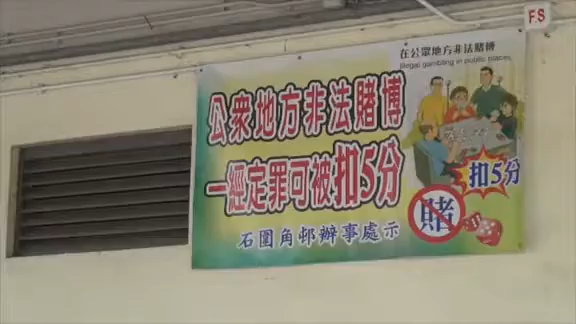 F.S
在公眾地方非法賭博
Illegal gambling in public places
公眾地方非法賭博
一經定罪可被扣5分
扣5分
賭
石圍角邨辦事處示